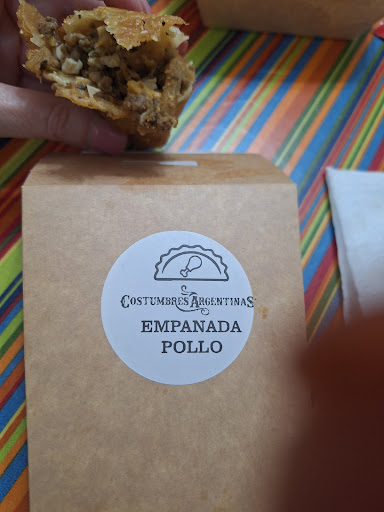 COSTUMBRES ARGENTINAS
EMPANADA
POLLO